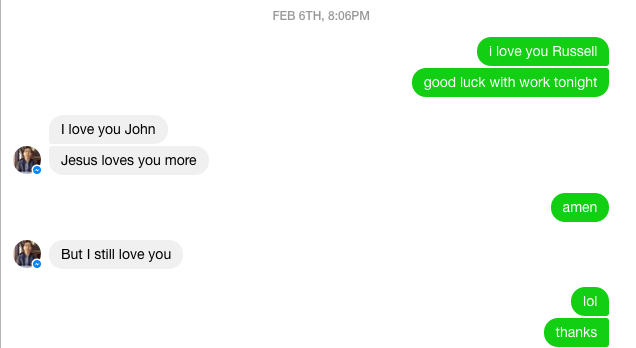 FEB 6TH, 8:06PM
i love you Russell
good luck with work tonight
I love you John
Jesus loves you more
amen
But I still love you
lol
thanks